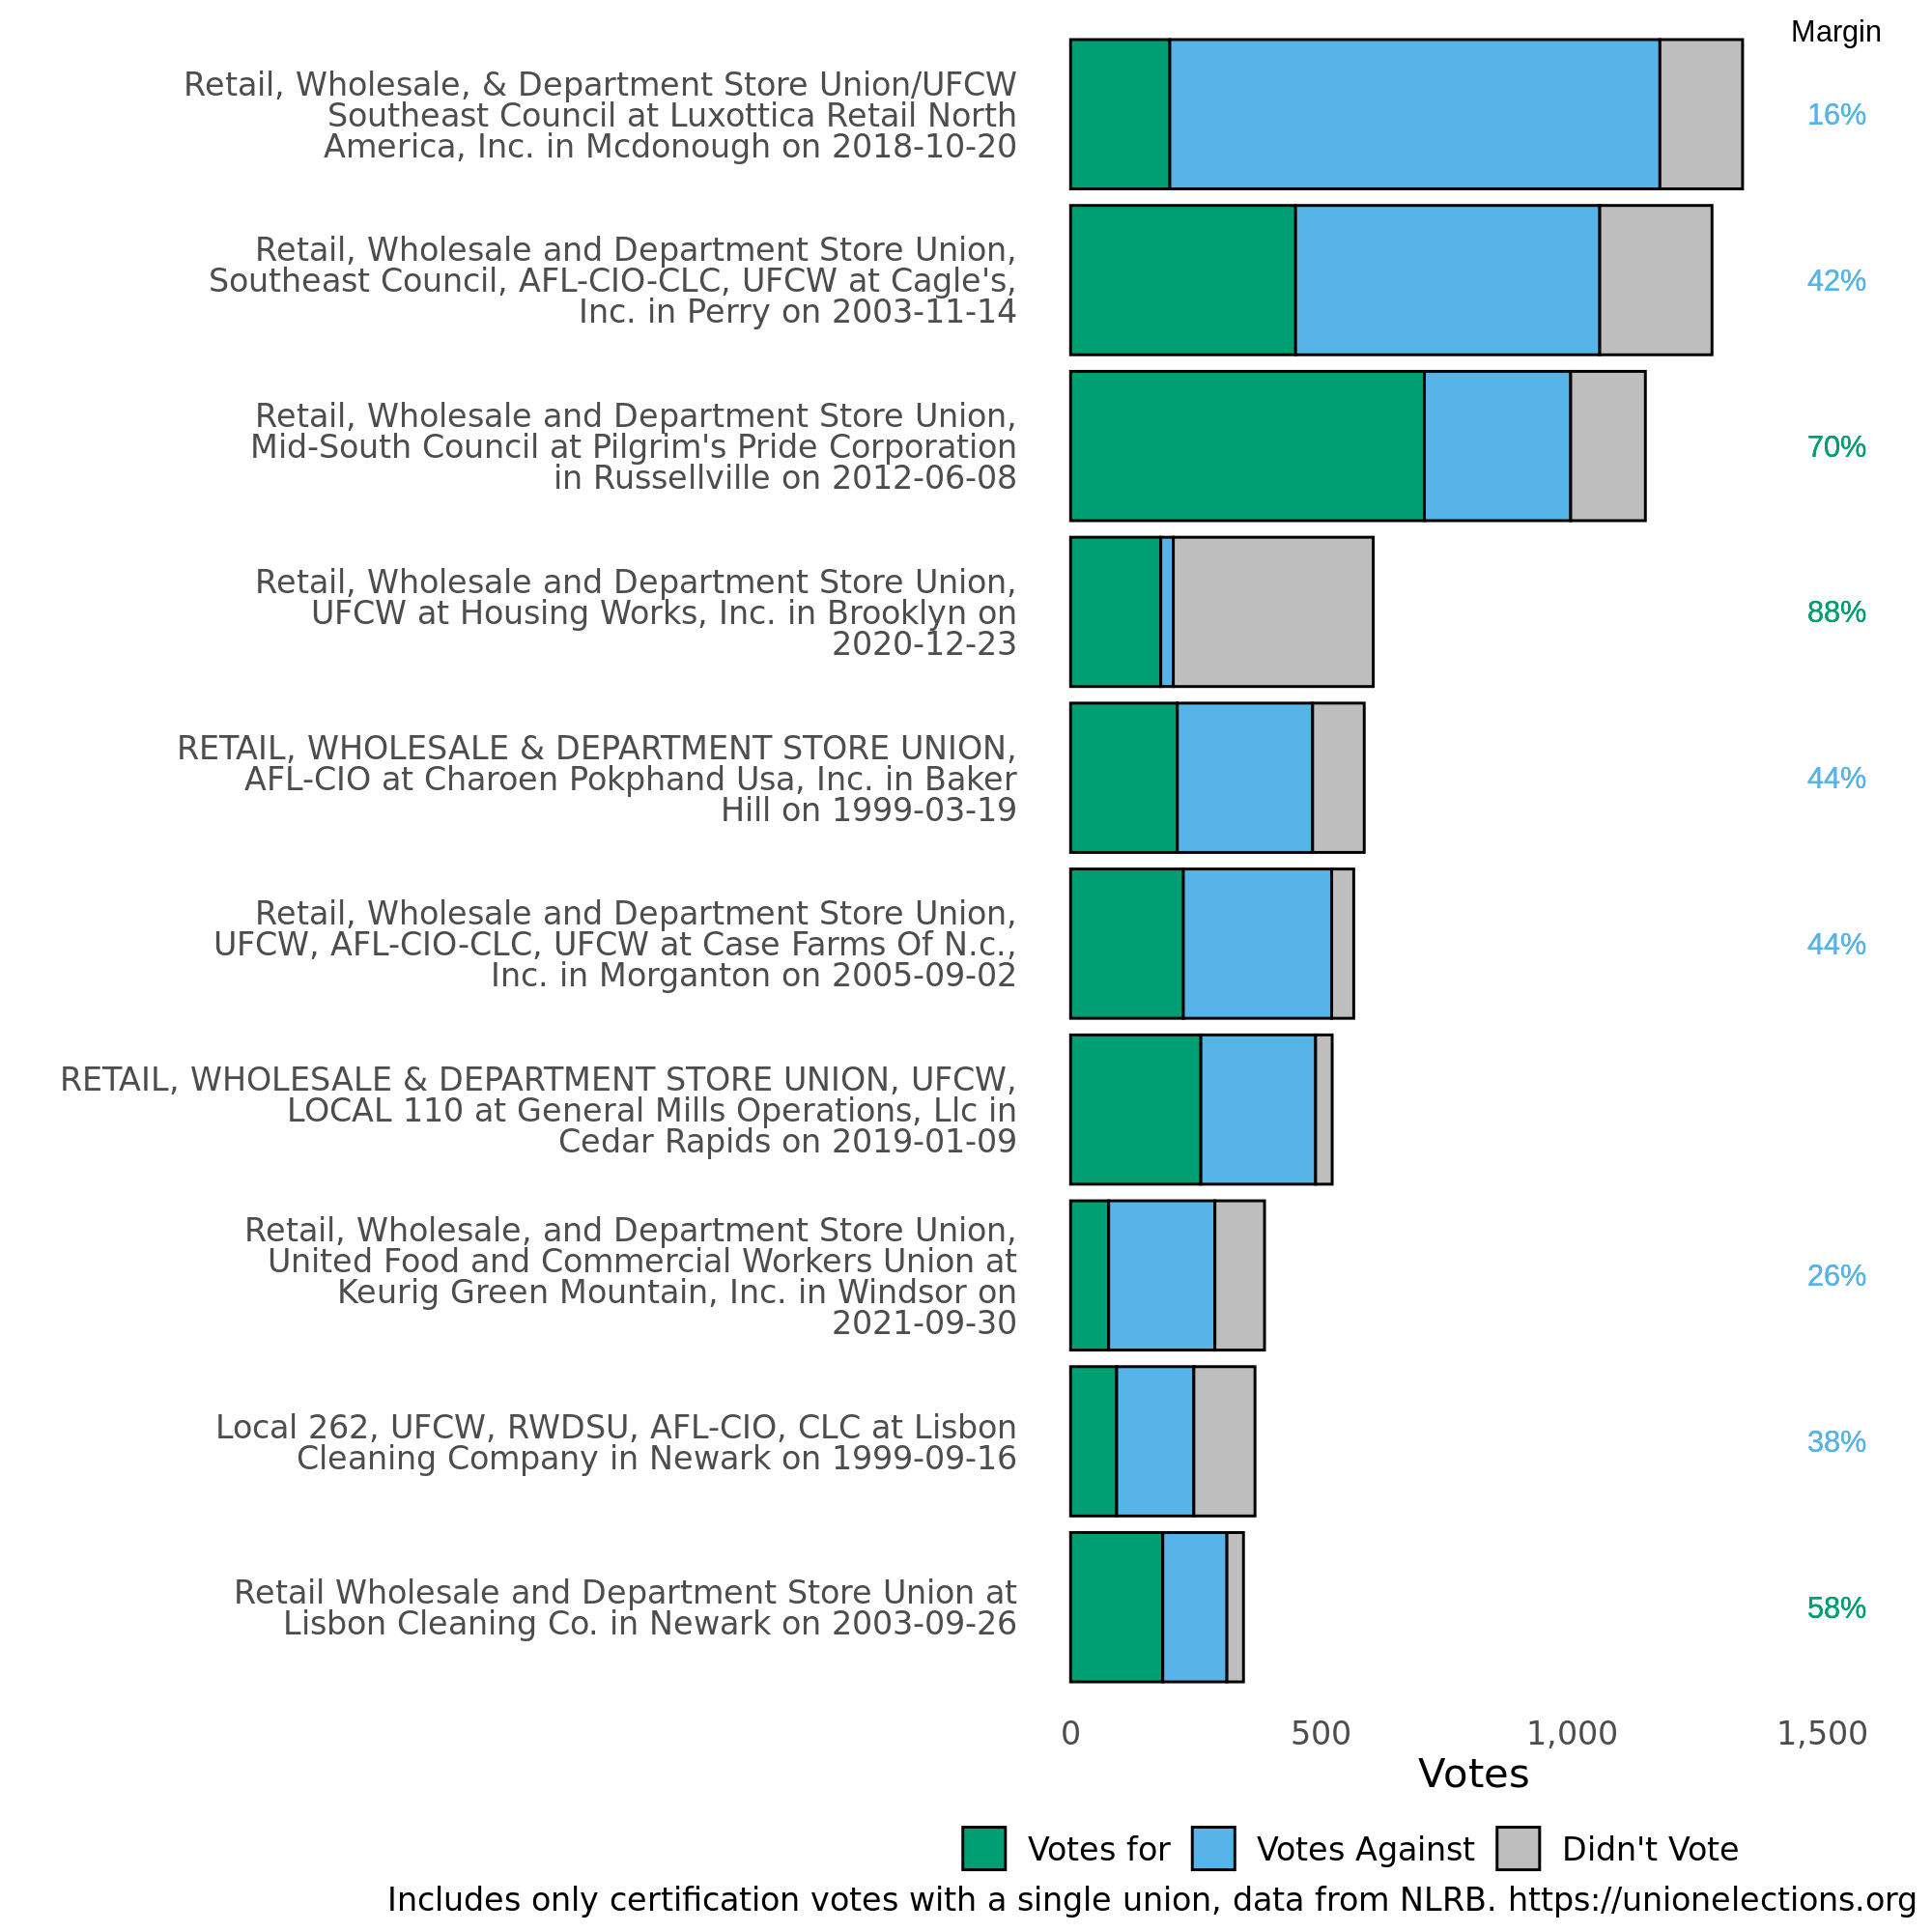 Margin
Retail, Wholesale, & Department Store Union/UFCW
Southeast Council at Luxottica Retail North
America, Inc. in Mcdonough on 2018-10-20
16%
Retail, Wholesale and Department Store Union,
Southeast Council, AFL-CIO-CLC, UFCW at Cagle's,
Inc. in Perry on 2003-11-14
42%
Retail, Wholesale and Department Store Union,
Mid-South Council at Pilgrim's Pride Corporation
in Russellville on 2012-06-08
70%
Retail, Wholesale and Department Store Union,
UFCW at Housing Works, Inc. in Brooklyn on
2020-12-23
88%
RETAIL, WHOLESALE & DEPARTMENT STORE UNION,
AFL-CIO at Charoen Pokphand Usa, Inc. in Baker
Hill on 1999-03-19
44%
Retail, Wholesale and Department Store Union,
UFCW, AFL-CIO-CLC, UFCW at Case Farms Of N.c.,
Inc. in Morganton on 2005-09-02
44%
RETAIL, WHOLESALE & DEPARTMENT STORE UNION, UFCW,
LOCAL 110 at General Mills Operations, Llc in
Cedar Rapids on 2019-01-09
Retail, Wholesale, and Department Store Union,
United Food and Commercial Workers Union at
Keurig Green Mountain, Inc. in Windsor on
2021-09-30
26%
Local 262, UFCW, RWDSU, AFL-CIO, CLC at Lisbon
Cleaning Company in Newark on 1999-09-16
38%
Retail Wholesale and Department Store Union at
Lisbon Cleaning Co. in Newark on 2003-09-26
58%
0 500 1,000 1,500
Votes
Votes for Votes Against Didn't Vote
Includes only certification votes with a single union, data from NLRB. https://unionelections.org